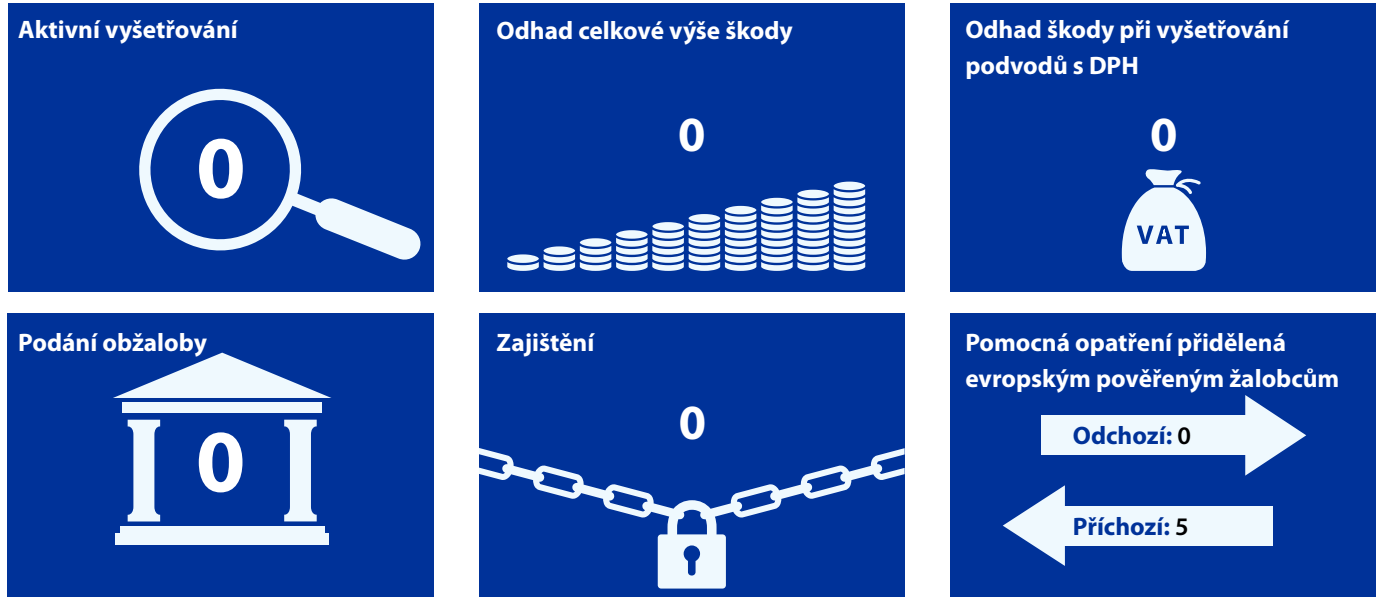 Aktivní vyšetřování
0
Odhad celkové výše škody
0
Odhad škody při vyšetřování
podvodů s DPH
0
VAT
Podání obžaloby
0
Zajištění
0
Pomocná opatření přidělená
evropským pověřeným žalobcům
Odchozí: 0
Příchozí: 5